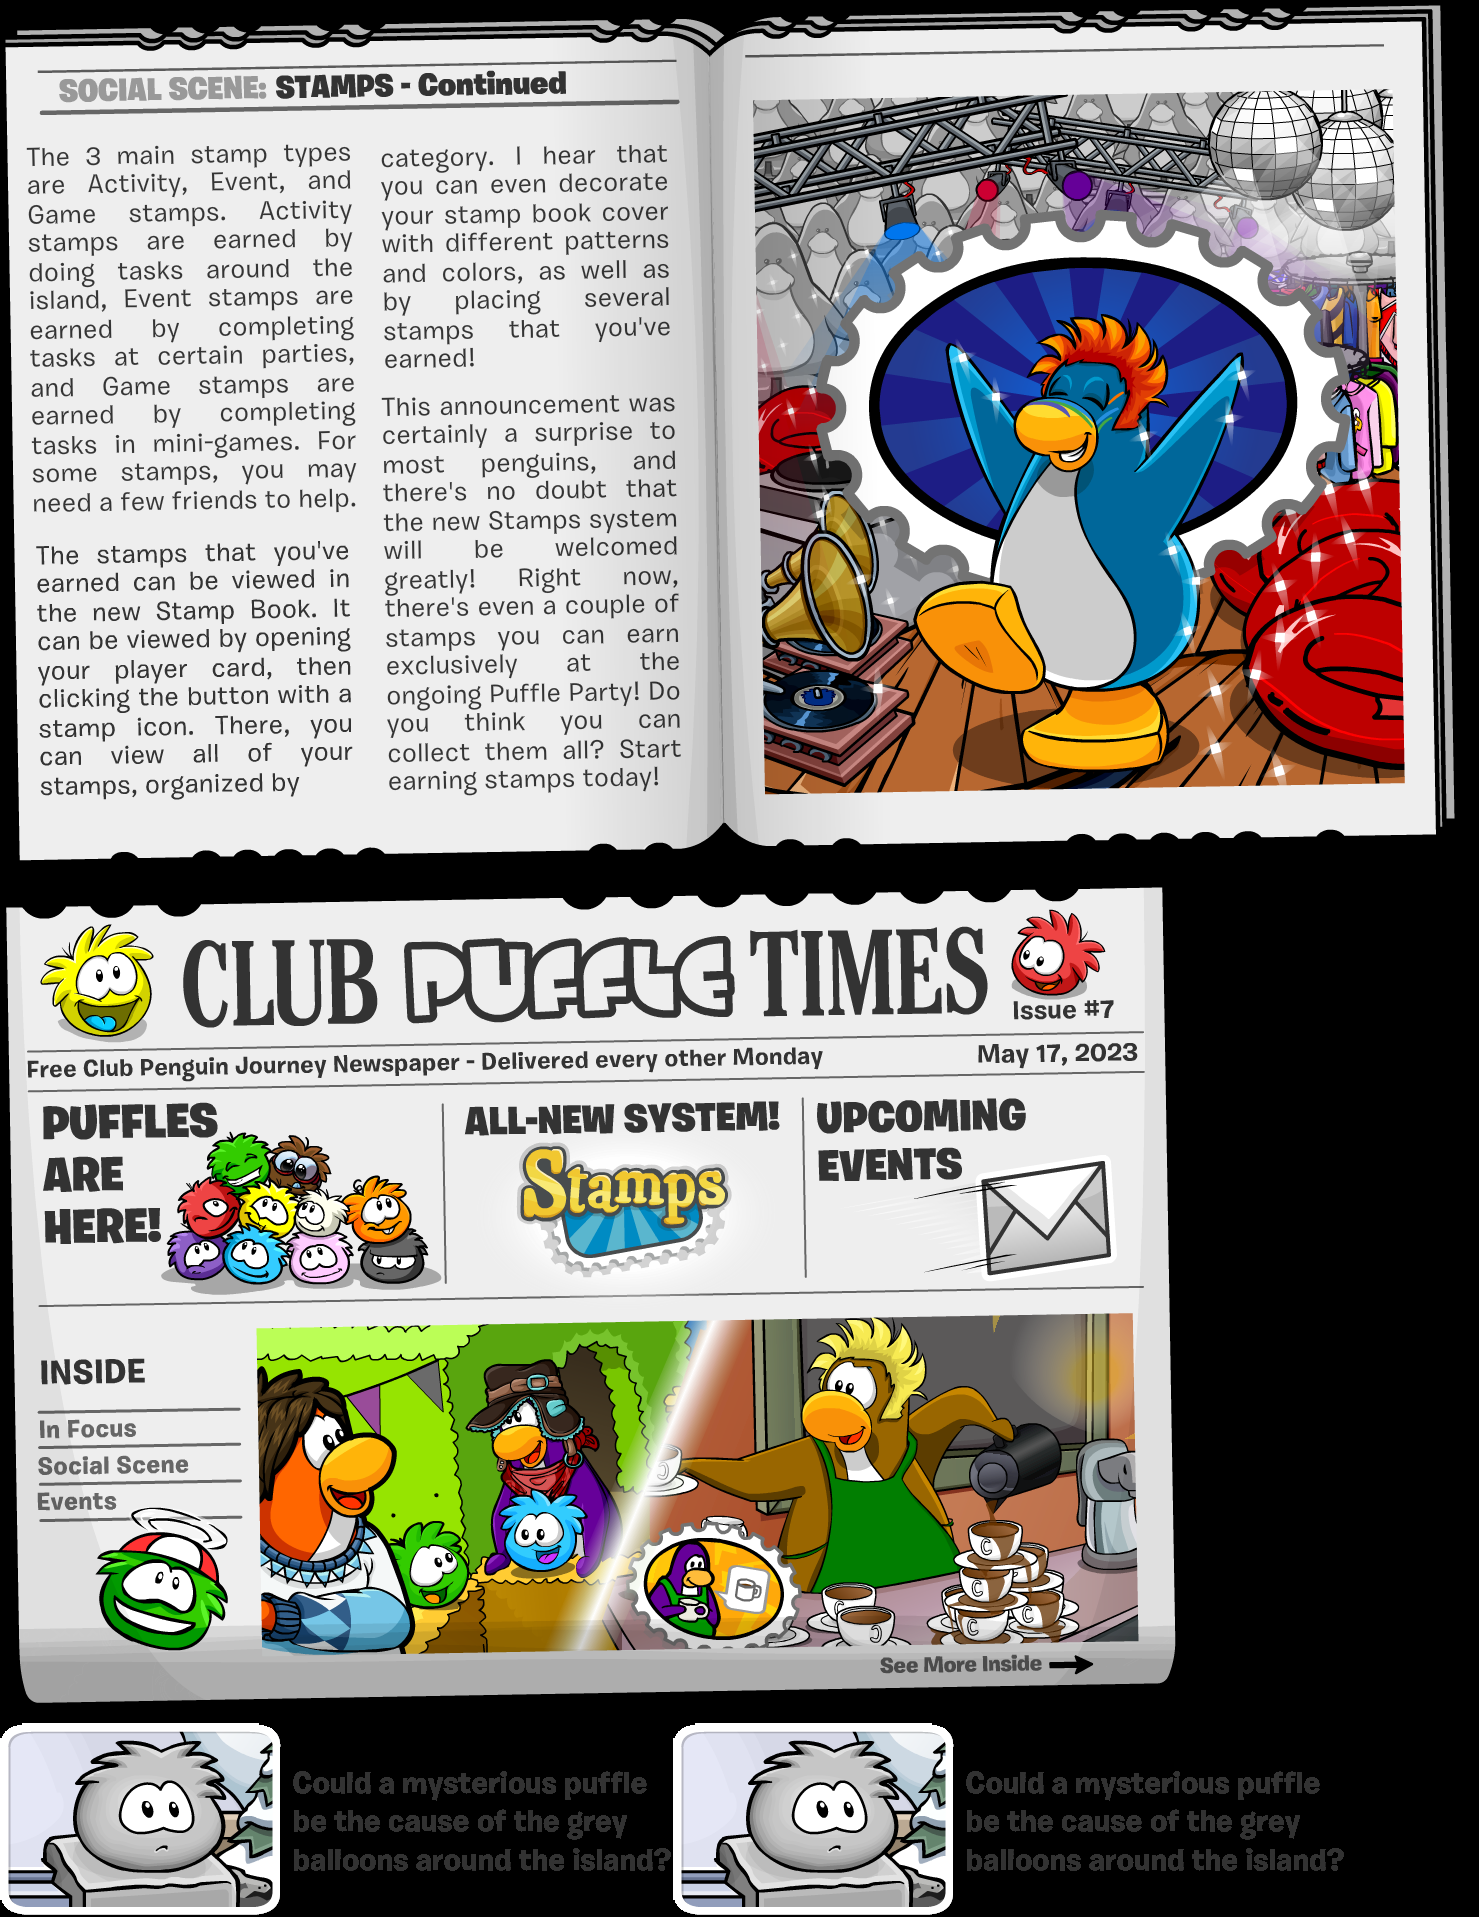 SOCIAL SCENE: STAMPS - Continued
The 3 main stamp types
are Activity, Event, and
Game stamps. Activity
stamps are earned by
doing tasks around the
island, Event stamps are
earned by completing
tasks at certain parties,
and Game stamps are
earned by completing
tasks in mini-games. For
some stamps, you may
need a few friends to help.
The stamps that you've
earned can be viewed in
the new Stamp Book. It
can be viewed by opening
your player card, then
clicking the button with a
stamp icon. There, you
can view all of your
stamps, organized by
category. I hear that
you can even decorate
your stamp book cover
with different patterns
and colors, as well as
by placing several
stamps that you've
earned!
This announcement was
certainly a surprise to
most penguins, and
there's no doubt that
the new Stamps system
will be welcomed
greatly! Right now,
there's even a couple of
stamps you can earn
exclusively at the
ongoing Puffle Party! Do
you think you can
collect them all? Start
earning stamps today!
CLUB PUFFLE TIMES
Issue #7
Free Club Penguin Journey Newspaper - Delivered every other Monday
May 17, 2023
PUFFLES
ARE
HERE!
ALL-NEW SYSTEM!
Stamps
UPCOMING
EVENTS
INSIDE
In Focus
Social Scene
Events
C
C
C
C
C
See More Inside
Could a mysterious puffle
be the cause of the grey
balloons around the island?
Could a mysterious puffle
be the cause of the grey
balloons around the island?